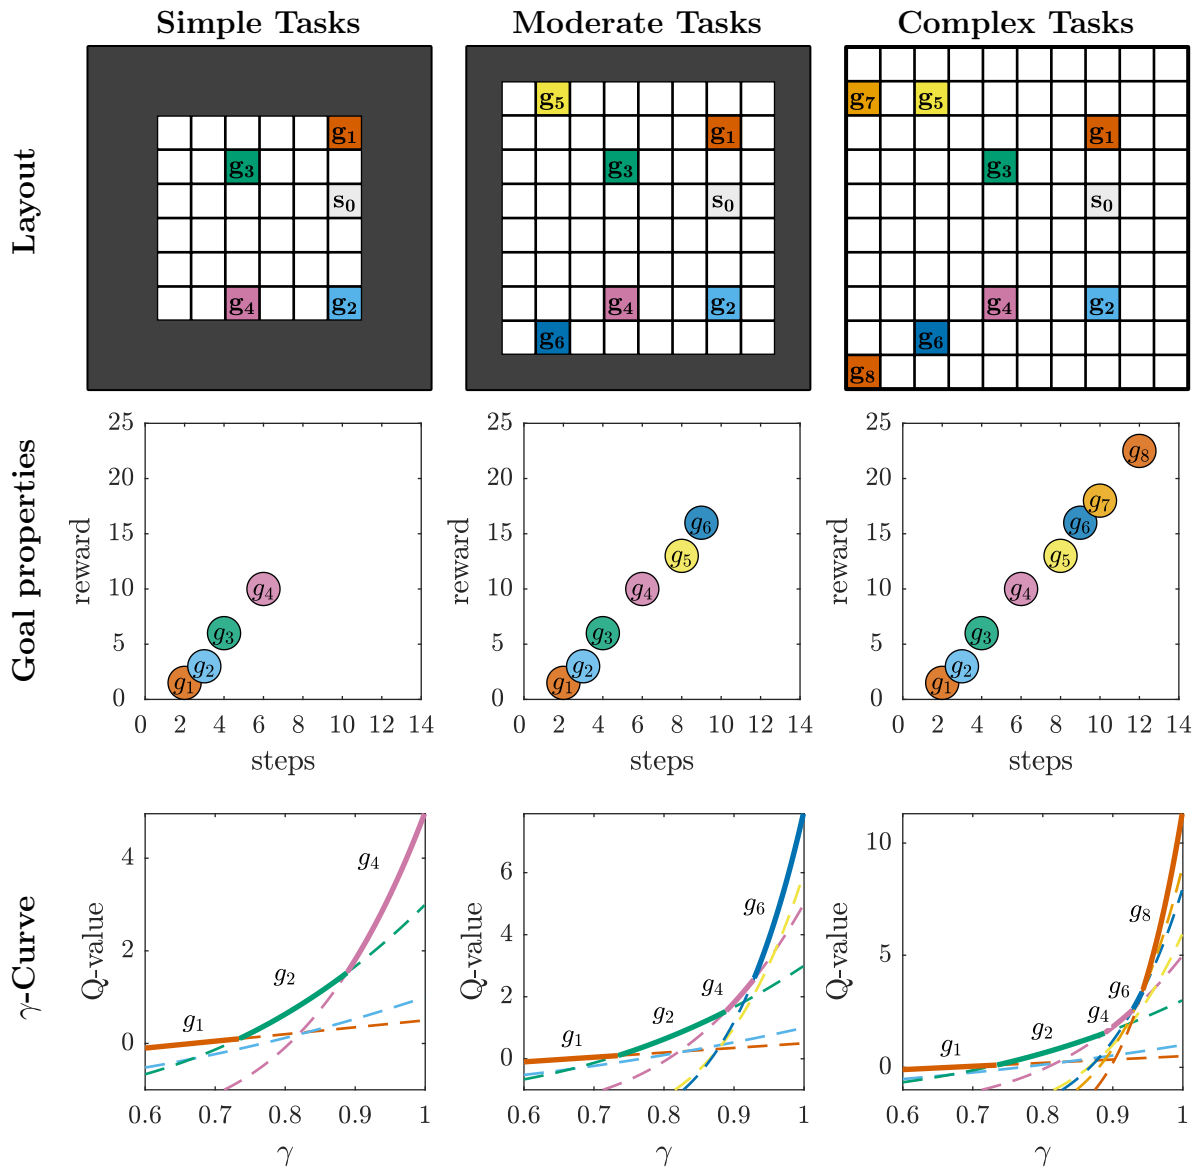 Simple Tasks Moderate Tasks Complex Tasks
Layout
g5 g7 g5
g1 g1 g1
g3 g3 g3
s0 s0 s0
g4 g2 g4 g2 g4 g2
g6 g6
g8
Goal properties
reward
25
20
15
10
5
0
g1 g2 g3 g4
0 2 4 6 8 10 12 14
steps
reward
25
20
15
10
5
0
g1 g2 g3 g4 g5 g6
0 2 4 6 8 10 12 14
steps
reward
25
20
15
10
5
0
g1 g2 g3 g4 g5 g6 g7 g8
0 2 4 6 8 10 12 14
steps
γ-Curve
Q-value
4
2
0
g1 g2 g4
0.6 0.7 0.8 0.9 1
γ
Q-value
6
4
2
0
g1 g2 g4 g6
0.6 0.7 0.8 0.9 1
γ
Q-value
10
5
0
g1 g2 g4 g6 g8
0.6 0.7 0.8 0.9 1
γ